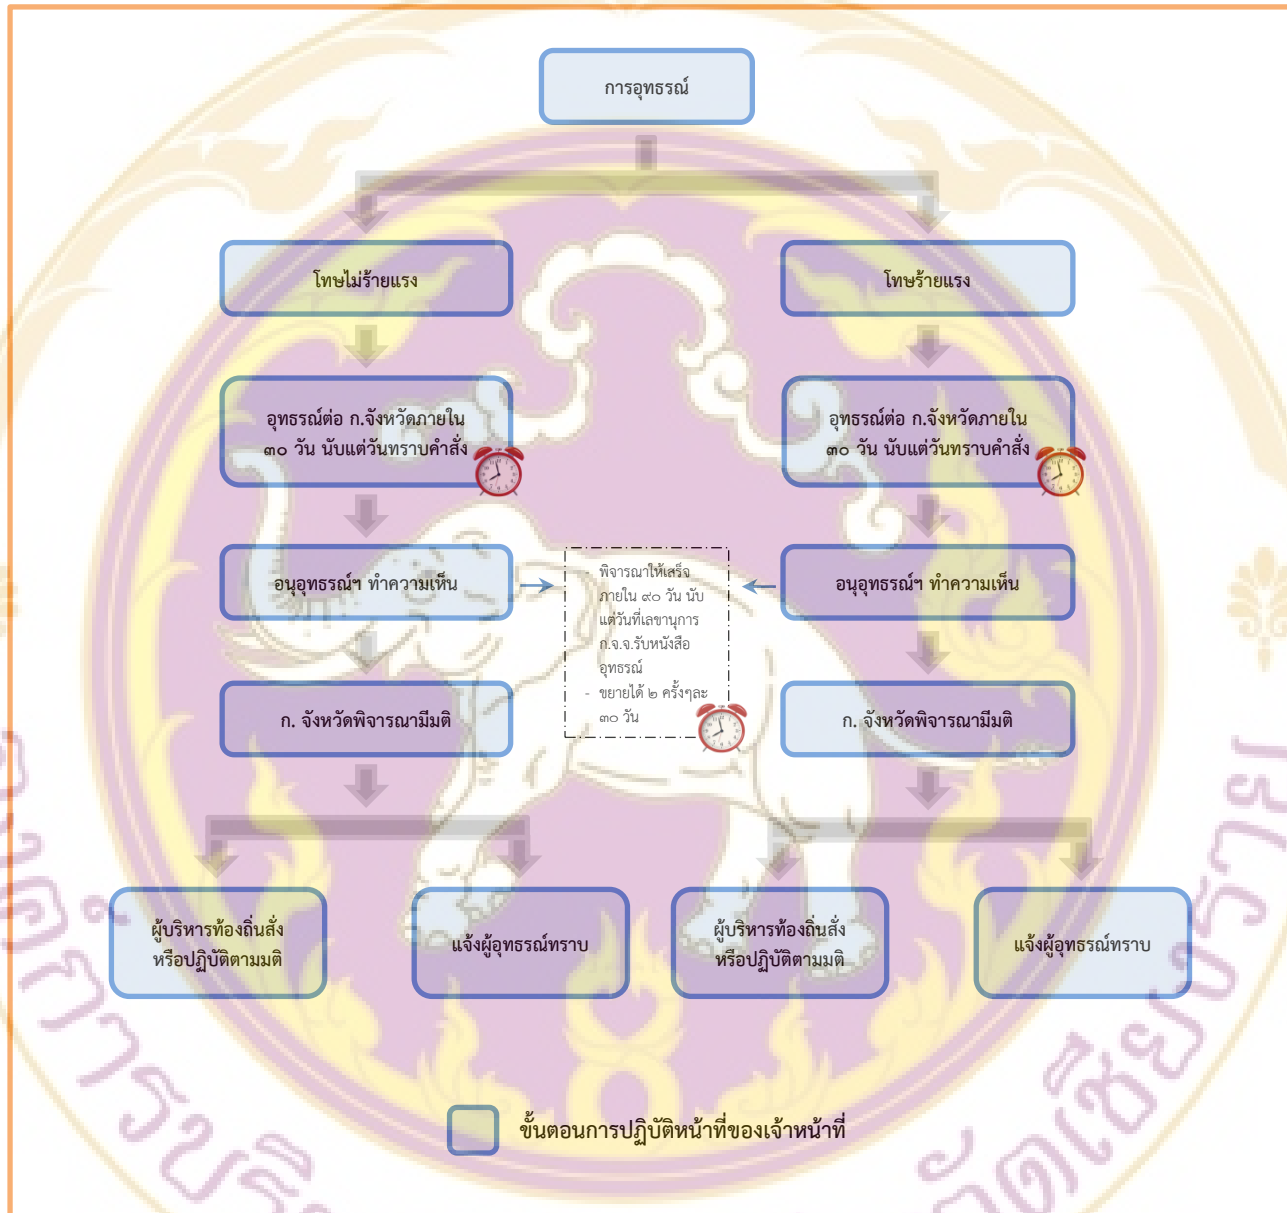 การอุทธรณ์
โทษไม่ร้ายแรง
โทษร้ายแรง
อุทธรณ์ต่อ ก.จังหวัดภายใน
๓๐ วัน นับแต่วันทราบคำสั่ง
อุทธรณ์ต่อ ก.จังหวัดภายใน
๓๐ วัน นับแต่วันทราบคำสั่ง
อนุอุทธรณ์ฯ ทำความเห็น
- พิจารณาให้เสร็จ
ภายใน ๙๐ วัน นับ
แต่วันที่เลขานุการ
ก.จ.จ.รับหนังสือ
อุทธรณ์
- ขยายได้ ๒ ครั้งๆละ
๓๐ วัน
อนุอุทธรณ์ฯ ทำความเห็น
ก. จังหวัดพิจารณามีมติ
ก. จังหวัดพิจารณามีมติ
ผู้บริหารท้องถิ่นสั่ง
หรือปฏิบัติตามมติ
แจ้งผู้อุทธรณ์ทราบ
ผู้บริหารท้องถิ่นสั่ง
หรือปฏิบัติตามมติ
แจ้งผู้อุทธรณ์ทราบ
ขั้นตอนการปฏิบัติหน้าที่ของเจ้าหน้าที่